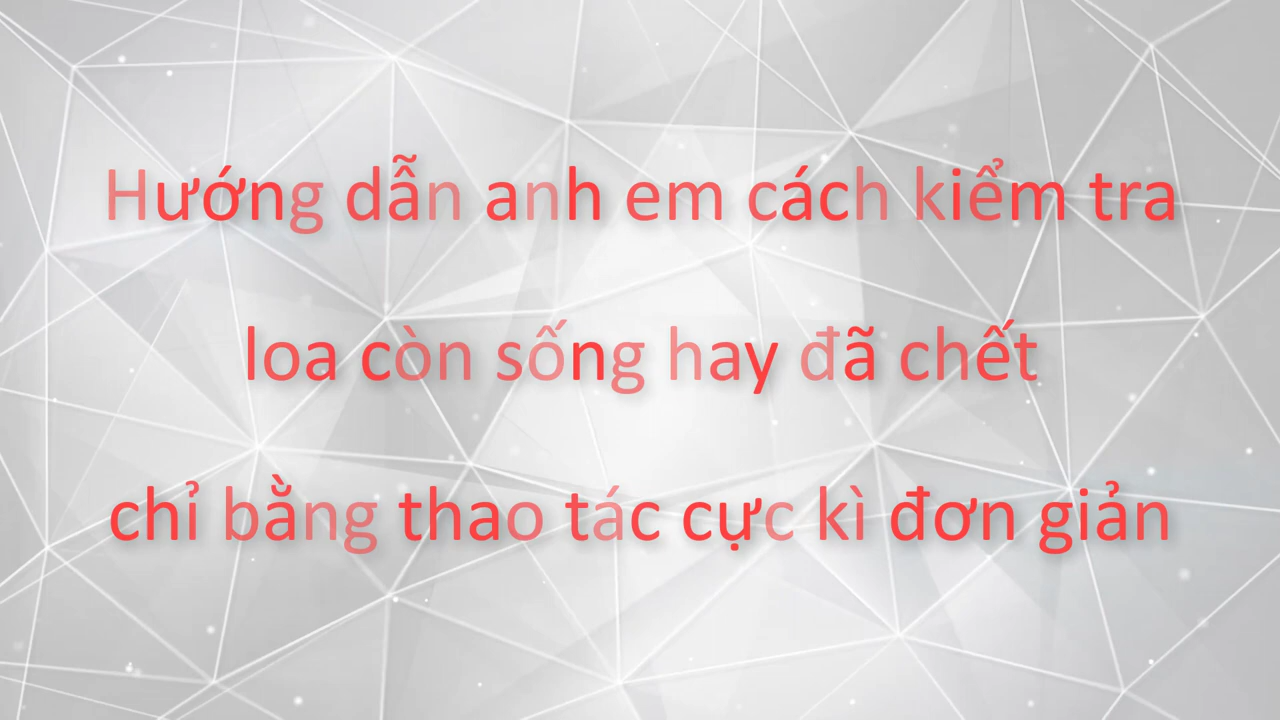 Hướng dẫn anh em cách kiểm tra
loa còn sống hay đã chết
chỉ bằng thao tác cực kì đơn giản